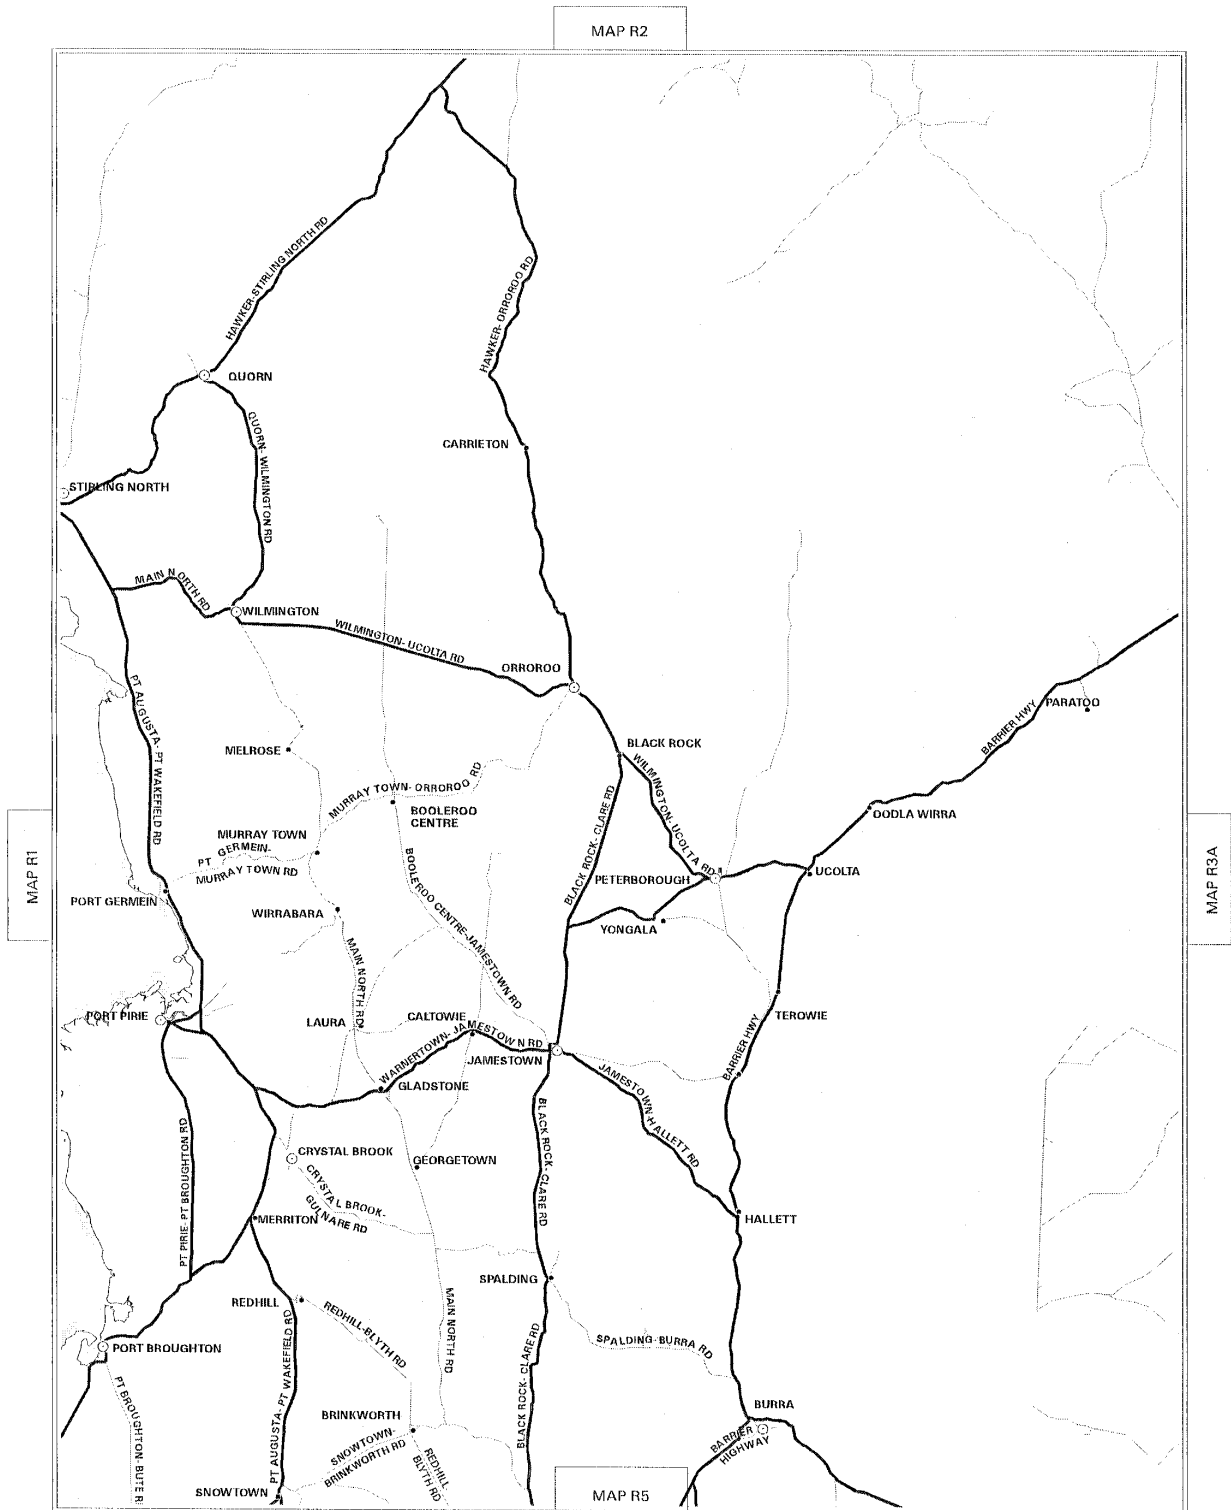 MAP R2
HAWKER-STIRLING NORTH RD
HAWKER-ORROROO RD
QUORN
QUORN-WILMINGTON RD
CARRIETON
STIRLING NORTH
MAIN NORTH RD
WILMINGTON
WILMINGTON-UCOLTA RD
ORROROO
PT AUGUSTA-PT WAKEFIELD RD
PARATOO
BARRIER HWY
BLACK ROCK
MELROSE
WILMINGTON-UCOLTA RD
MURRAY TOWN-ORROROO RD
BOOLEROO
CENTRE
BLACK ROCK-CLARE RD
OODLA WIRRA
MURRAY TOWN
PT GERMEIN-
MURRAY TOWN RD
MAP R1
MAP R3A
PETERBOROUGH
UCOLTA
PORT GERMEIN
WIRRABARA
BOOLEROO CENTRE-JAMESTOWN RD
YONGALA
MAIN NORTH RD
PORT PIRIE
LAURA
CALTOWIE
TEROWIE
WARNERTOWN-JAMESTOWN RD
JAMESTOWN
BARRIER HWY
GLADSTONE
JAMESTOWN-HALLETT RD
PT PIRIE-PT BROUGHTON RD
CRYSTAL BROOK
GEORGETOWN
BLACK ROCK-CLARE RD
CRYSTAL BROOK-
GULNARE RD
MERRITON
HALLETT
SPALDING
REDHILL
REDHILL-BLYTH RD
MAIN NORTH RD
SPALDING-BURRA RD
PORT BROUGHTON
PT AUGUSTA-PT WAKEFIELD RD
BLACK ROCK-CLARE RD
PT BROUGHTON-BUTE R
BRINKWORTH
BURRA
SNOWTOWN-
BRINKWORTH RD
REDHILL-
BLYTH RD
BARRIER
HIGHWAY
SNOWTOWN
MAP R5